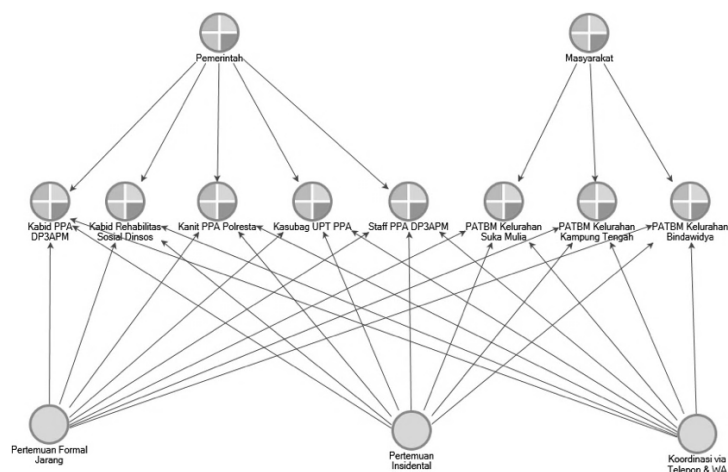 Pemerintah
Masyarakat
Kabid PPA
DP3APM
Kabid Rehabilitas
Sosial Dinsos
Kanit PPA Polresta
Kasubag UPT PPA
Staff PPA DP3APM
PATBM Kelurahan
Suka Mulia
PATBM Kelurahan
Kampung Tengah
PATBM Kelurahan
Bindawidya
Pertemuan Formal
Jarang
Pertemuan
Insidental
Koordinasi via
Telepon & WA